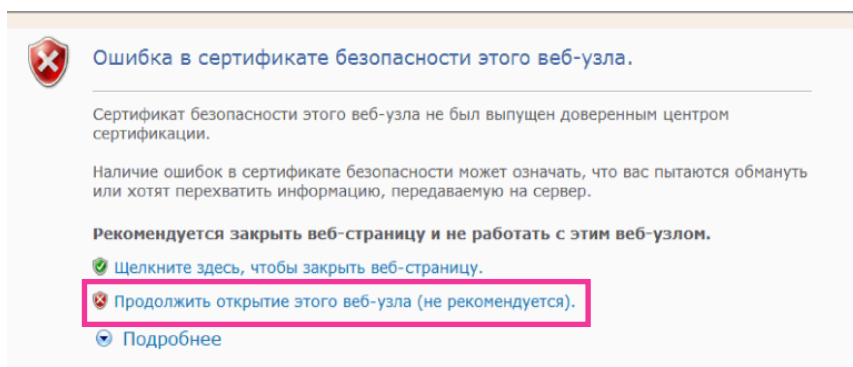 Ошибка в сертификате безопасности этого веб-узла.
Сертификат безопасности этого веб-узла не был выпущен доверенным центром
сертификации.
Наличие ошибок в сертификате безопасности может означать, что вас пытаются обмануть
или хотят перехватить информацию, передаваемую на сервер.
Рекомендуется закрыть веб-страницу и не работать с этим веб-узлом.
Щелкните здесь, чтобы закрыть веб-страницу.
Продолжить открытие этого веб-узла (не рекомендуется).
Подробнее